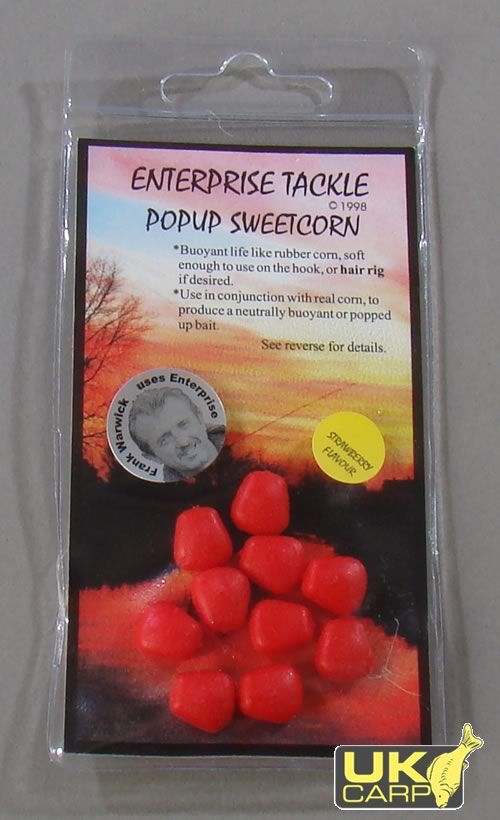 ENTERPRISE TACKLE
© 1998
POPUP SWEETCORN
*Buoyant life like rubber corn, soft
enough to use on the hook, or hair rig
if desired.
*Use in conjunction with real corn, to
produce a neutrally buoyant or popped
up bait.
See reverse for details.
Frank Warwick uses Enterprise
STRAWBERRY
FLAVOUR
UK
CARP